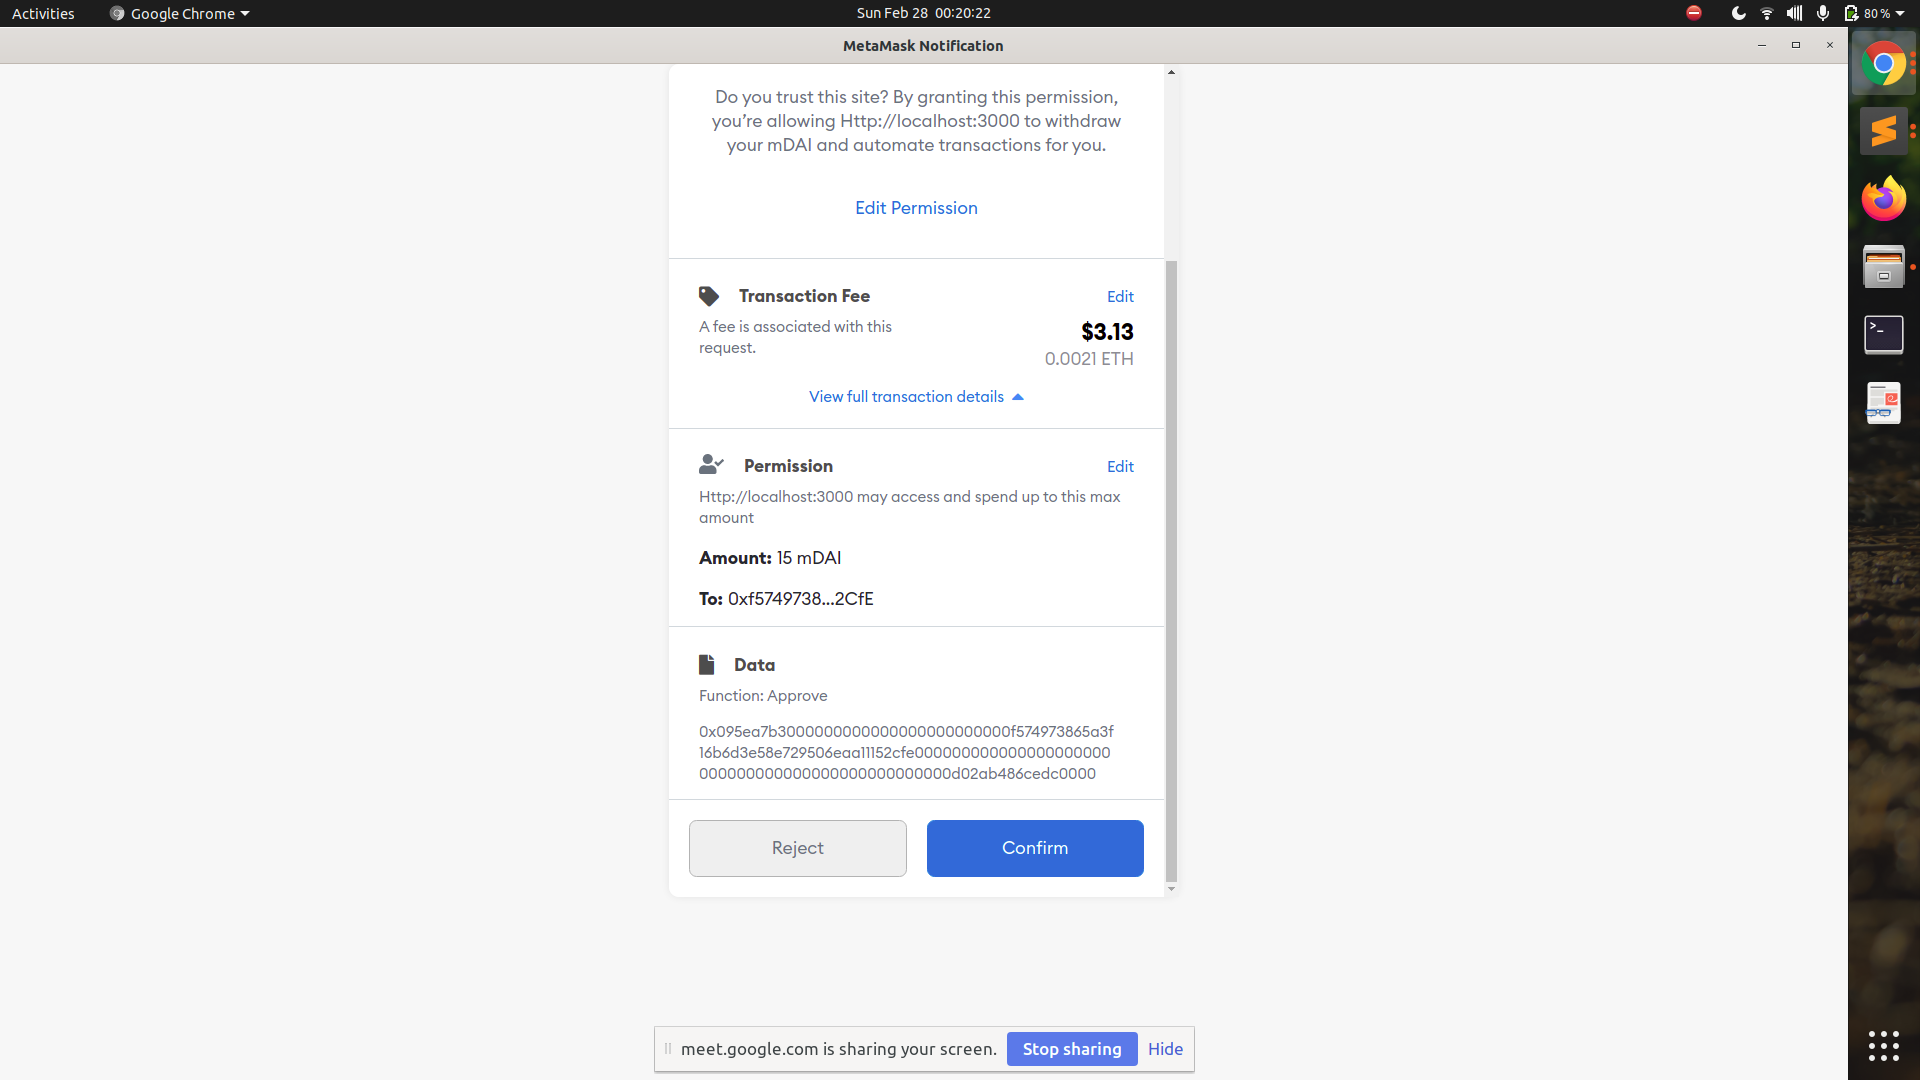 Activities
Google Chrome
Sun Feb 28 00:20:22
80 %
MetaMask Notification
Do you trust this site? By granting this permission,
you’re allowing Http://localhost:3000 to withdraw
your mDAI and automate transactions for you.
Edit Permission
Transaction Fee
Edit
A fee is associated with this
request.
$3.13
0.0021 ETH
View full transaction details
Permission
Edit
Http://localhost:3000 may access and spend up to this max
amount
Amount: 15 mDAI
To: 0xf5749738...2CfE
Data
Function: Approve
0x095ea7b3000000000000000000000000f574973865a3f
16b6d3e58e729506eaa11152cfe0000000000000000000000
00000000000000000000000000d02ab486cedc0000
Reject
Confirm
meet.google.com is sharing your screen.
Stop sharing
Hide